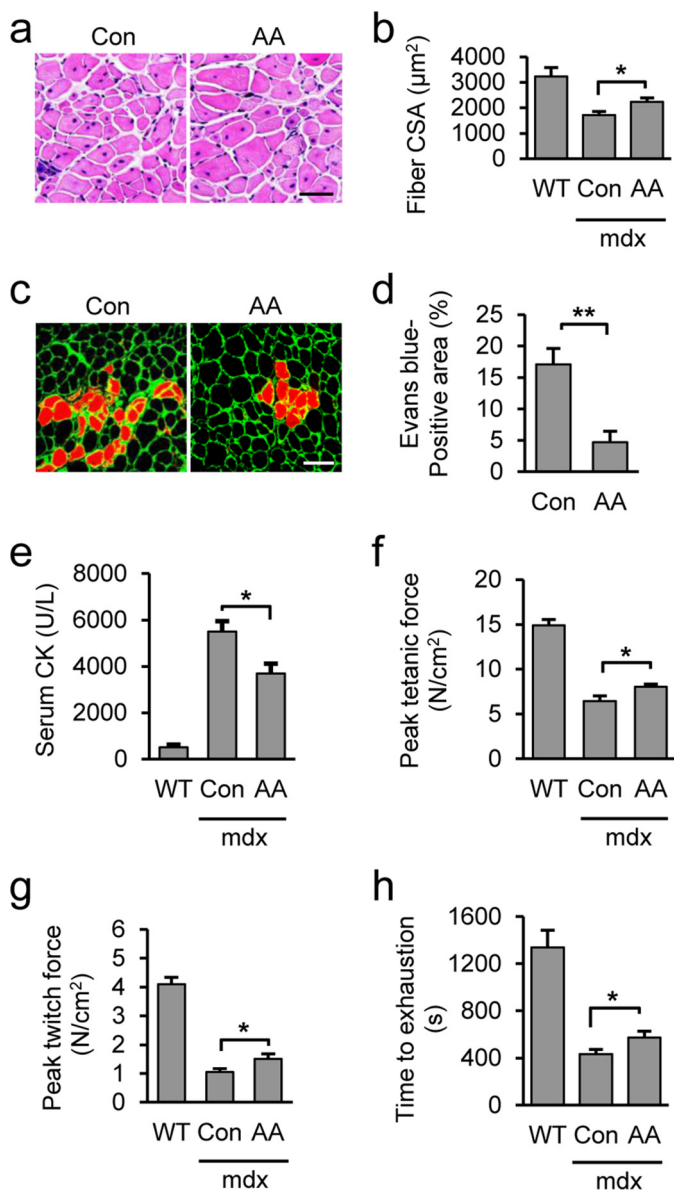 a
Con AA
b
Fiber CSA (µm²)
4000
3000
2000
1000
0
*
WT Con AA
mdx
c
Con AA
d
Evans blue-
Positive area (%)
25
20
15
10
5
0
**
Con AA
e
Serum CK (U/L)
8000
6000
4000
2000
0
*
WT Con AA
mdx
f
Peak tetanic force
(N/cm²)
20
15
10
5
0
*
WT Con AA
mdx
g
Peak twitch force
(N/cm²)
6
5
4
3
2
1
0
*
WT Con AA
mdx
h
Time to exhaustion
(s)
1600
1200
800
400
0
*
WT Con AA
mdx